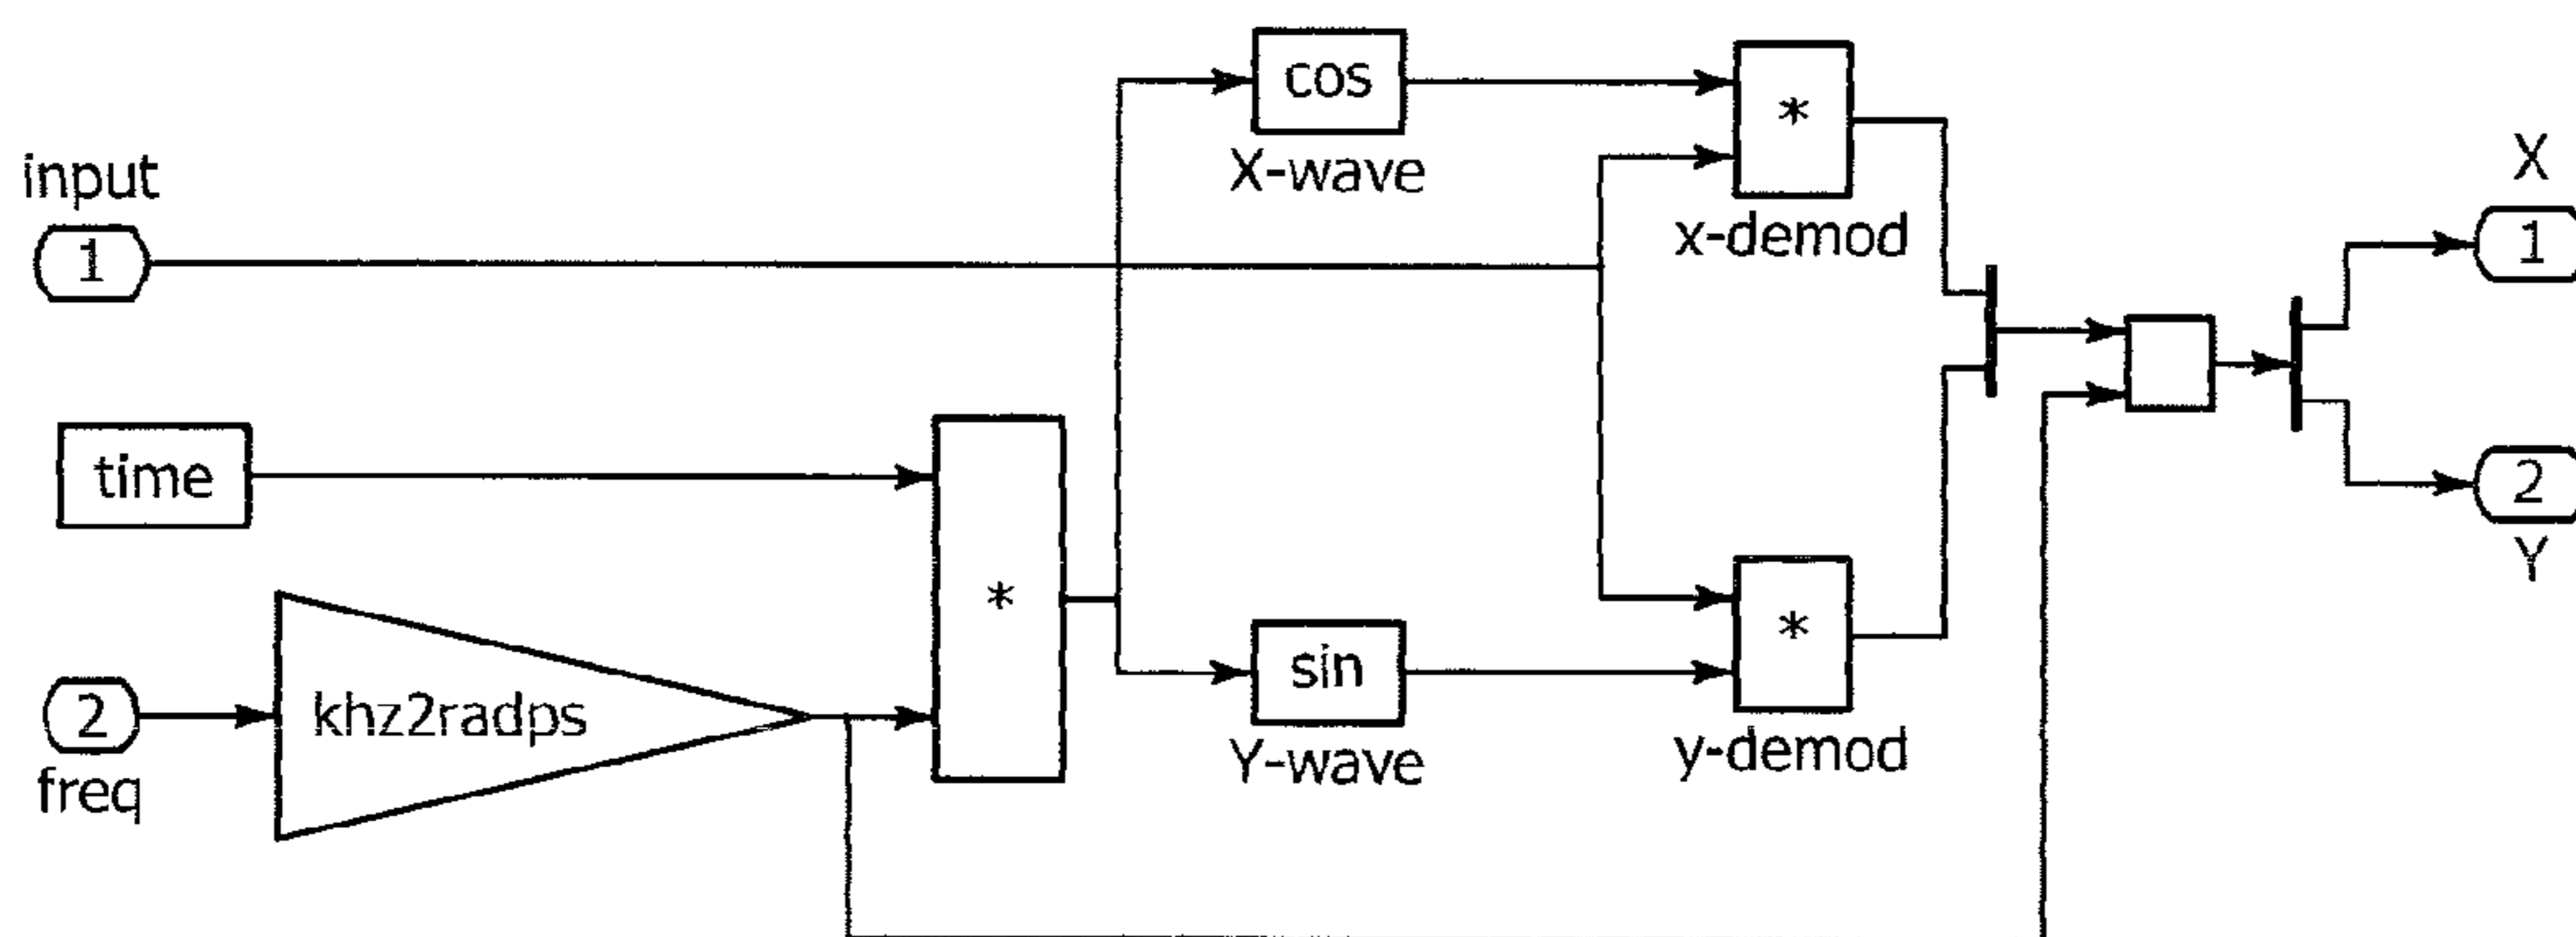 cos
*
input
X
X-wave
1
x-demod
1
time
2
*
sin
*
khz2radps
2
Y
Y-wave
y-demod
freq